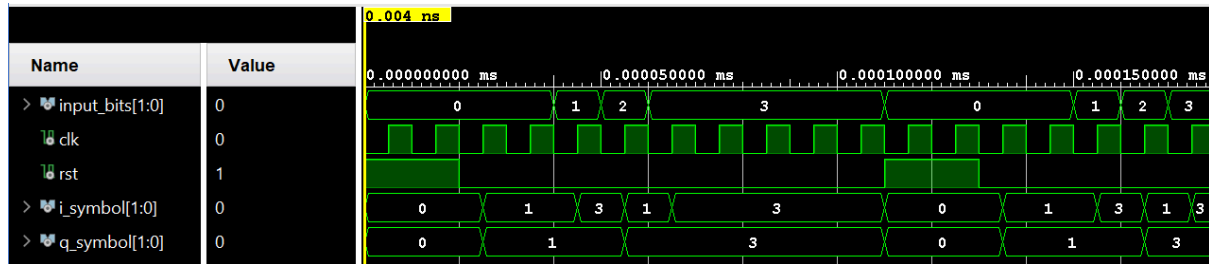 0.004 ns
Name Value
0.000000000 ms 0.000050000 ms 0.000100000 ms 0.000150000 ms
input_bits[1:0] 0 0 1 2 3 0 1 2 3
clk 0
rst 1
i_symbol[1:0] 0 0 1 3 1 3 0 1 3 1 3
q_symbol[1:0] 0 0 1 3 0 1 3